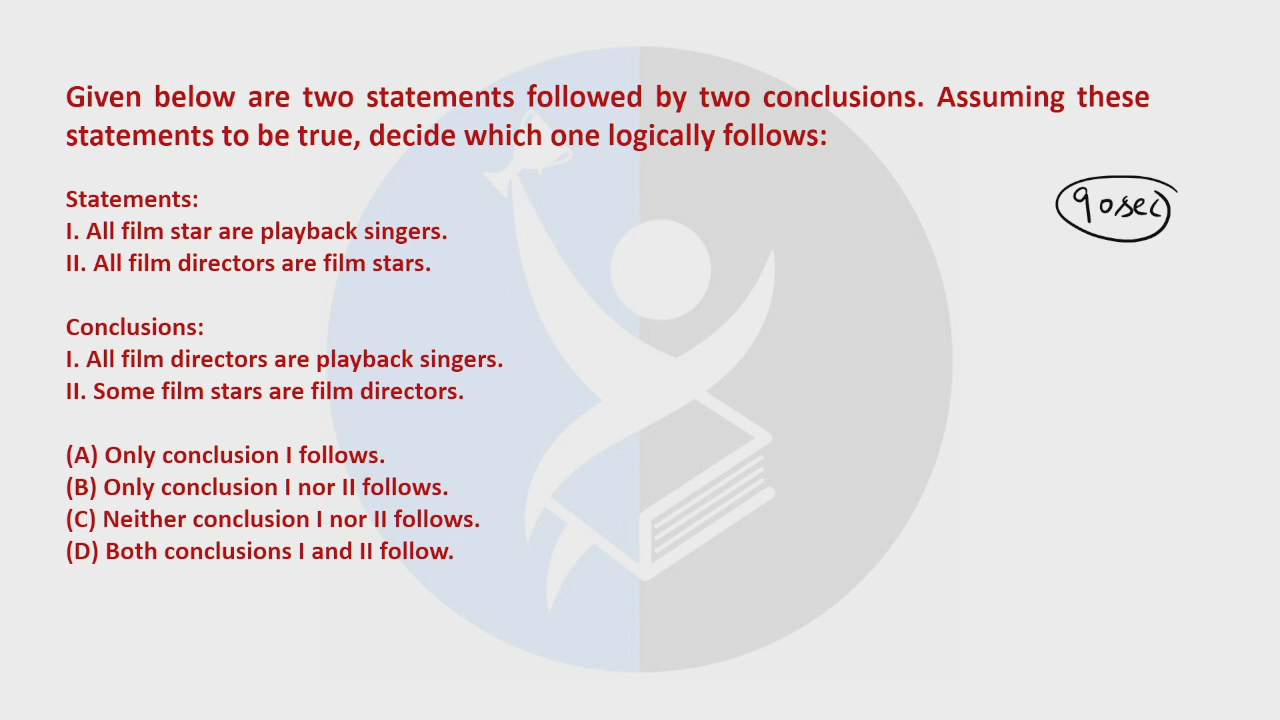 Given below are two statements followed by two conclusions. Assuming these
statements to be true, decide which one logically follows:
Statements:
90sec
I. All film star are playback singers.
II. All film directors are film stars.
Conclusions:
I. All film directors are playback singers.
II. Some film stars are film directors.
(A) Only conclusion I follows.
(B) Only conclusion I nor II follows.
(C) Neither conclusion I nor II follows.
(D) Both conclusions I and II follow.